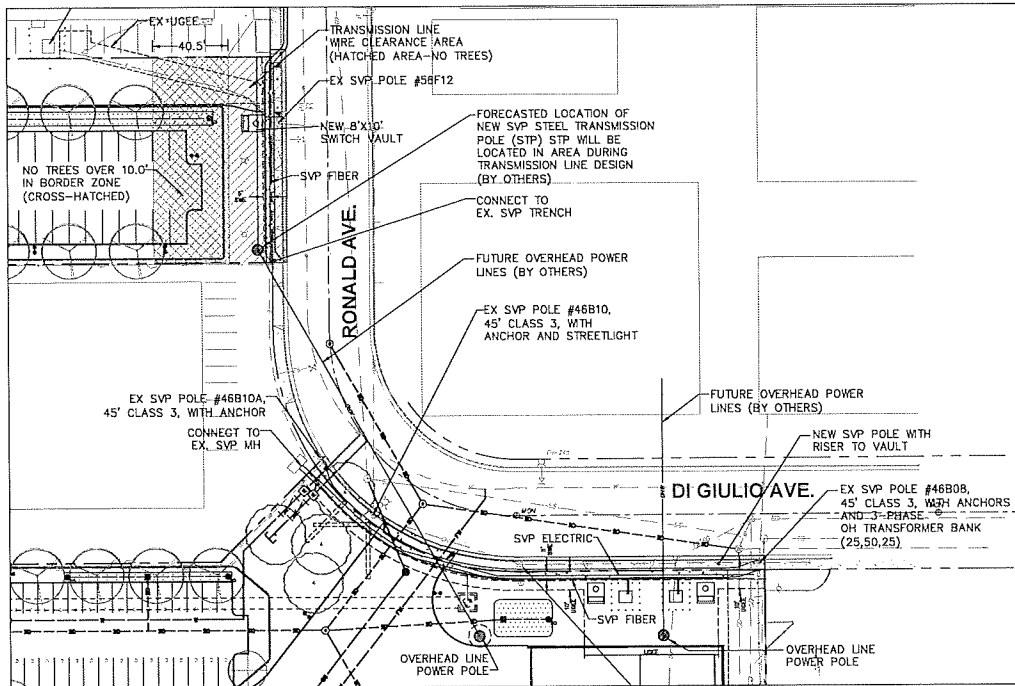 EX UGEE
40.5'
TRANSMISSION LINE
WIRE CLEARANCE AREA
(HATCHED AREA-NO TREES)
EX SVP POLE #56F12
NEW 8'X10'
SWITCH VAULT
SVP FIBER
NO TREES OVER 10.0'
IN BORDER ZONE
(CROSS-HATCHED)
FORECASTED LOCATION OF
NEW SVP STEEL TRANSMISSION
POLE (STP) STP WILL BE
LOCATED IN AREA DURING
TRANSMISSION LINE DESIGN
(BY OTHERS)
CONNECT TO
EX. SVP TRENCH
RONALD AVE.
FUTURE OVERHEAD POWER
LINES (BY OTHERS)
EX SVP POLE #46B10,
45' CLASS 3, WITH
ANCHOR AND STREETLIGHT
EX SVP POLE #46B10A,
45' CLASS 3, WITH ANCHOR
CONNECT TO
EX. SVP MH
FUTURE OVERHEAD POWER
LINES (BY OTHERS)
NEW SVP POLE WITH
RISER TO VAULT
DI GIULIO AVE.
EX SVP POLE #46B08,
45' CLASS 3, WITH ANCHORS
AND 3-PHASE
OH TRANSFORMER BANK
(25,50,25)
SVP ELECTRIC
SVP FIBER
OVERHEAD LINE
POWER POLE
OVERHEAD LINE
POWER POLE